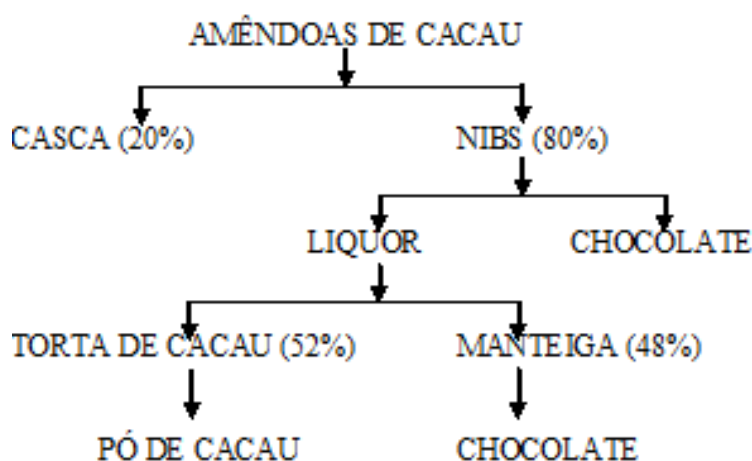 AMÊNDOAS DE CACAU
CASCA (20%) NIBS (80%)
LIQUOR CHOCOLATE
TORTA DE CACAU (52%) MANTEIGA (48%)
PÓ DE CACAU CHOCOLATE